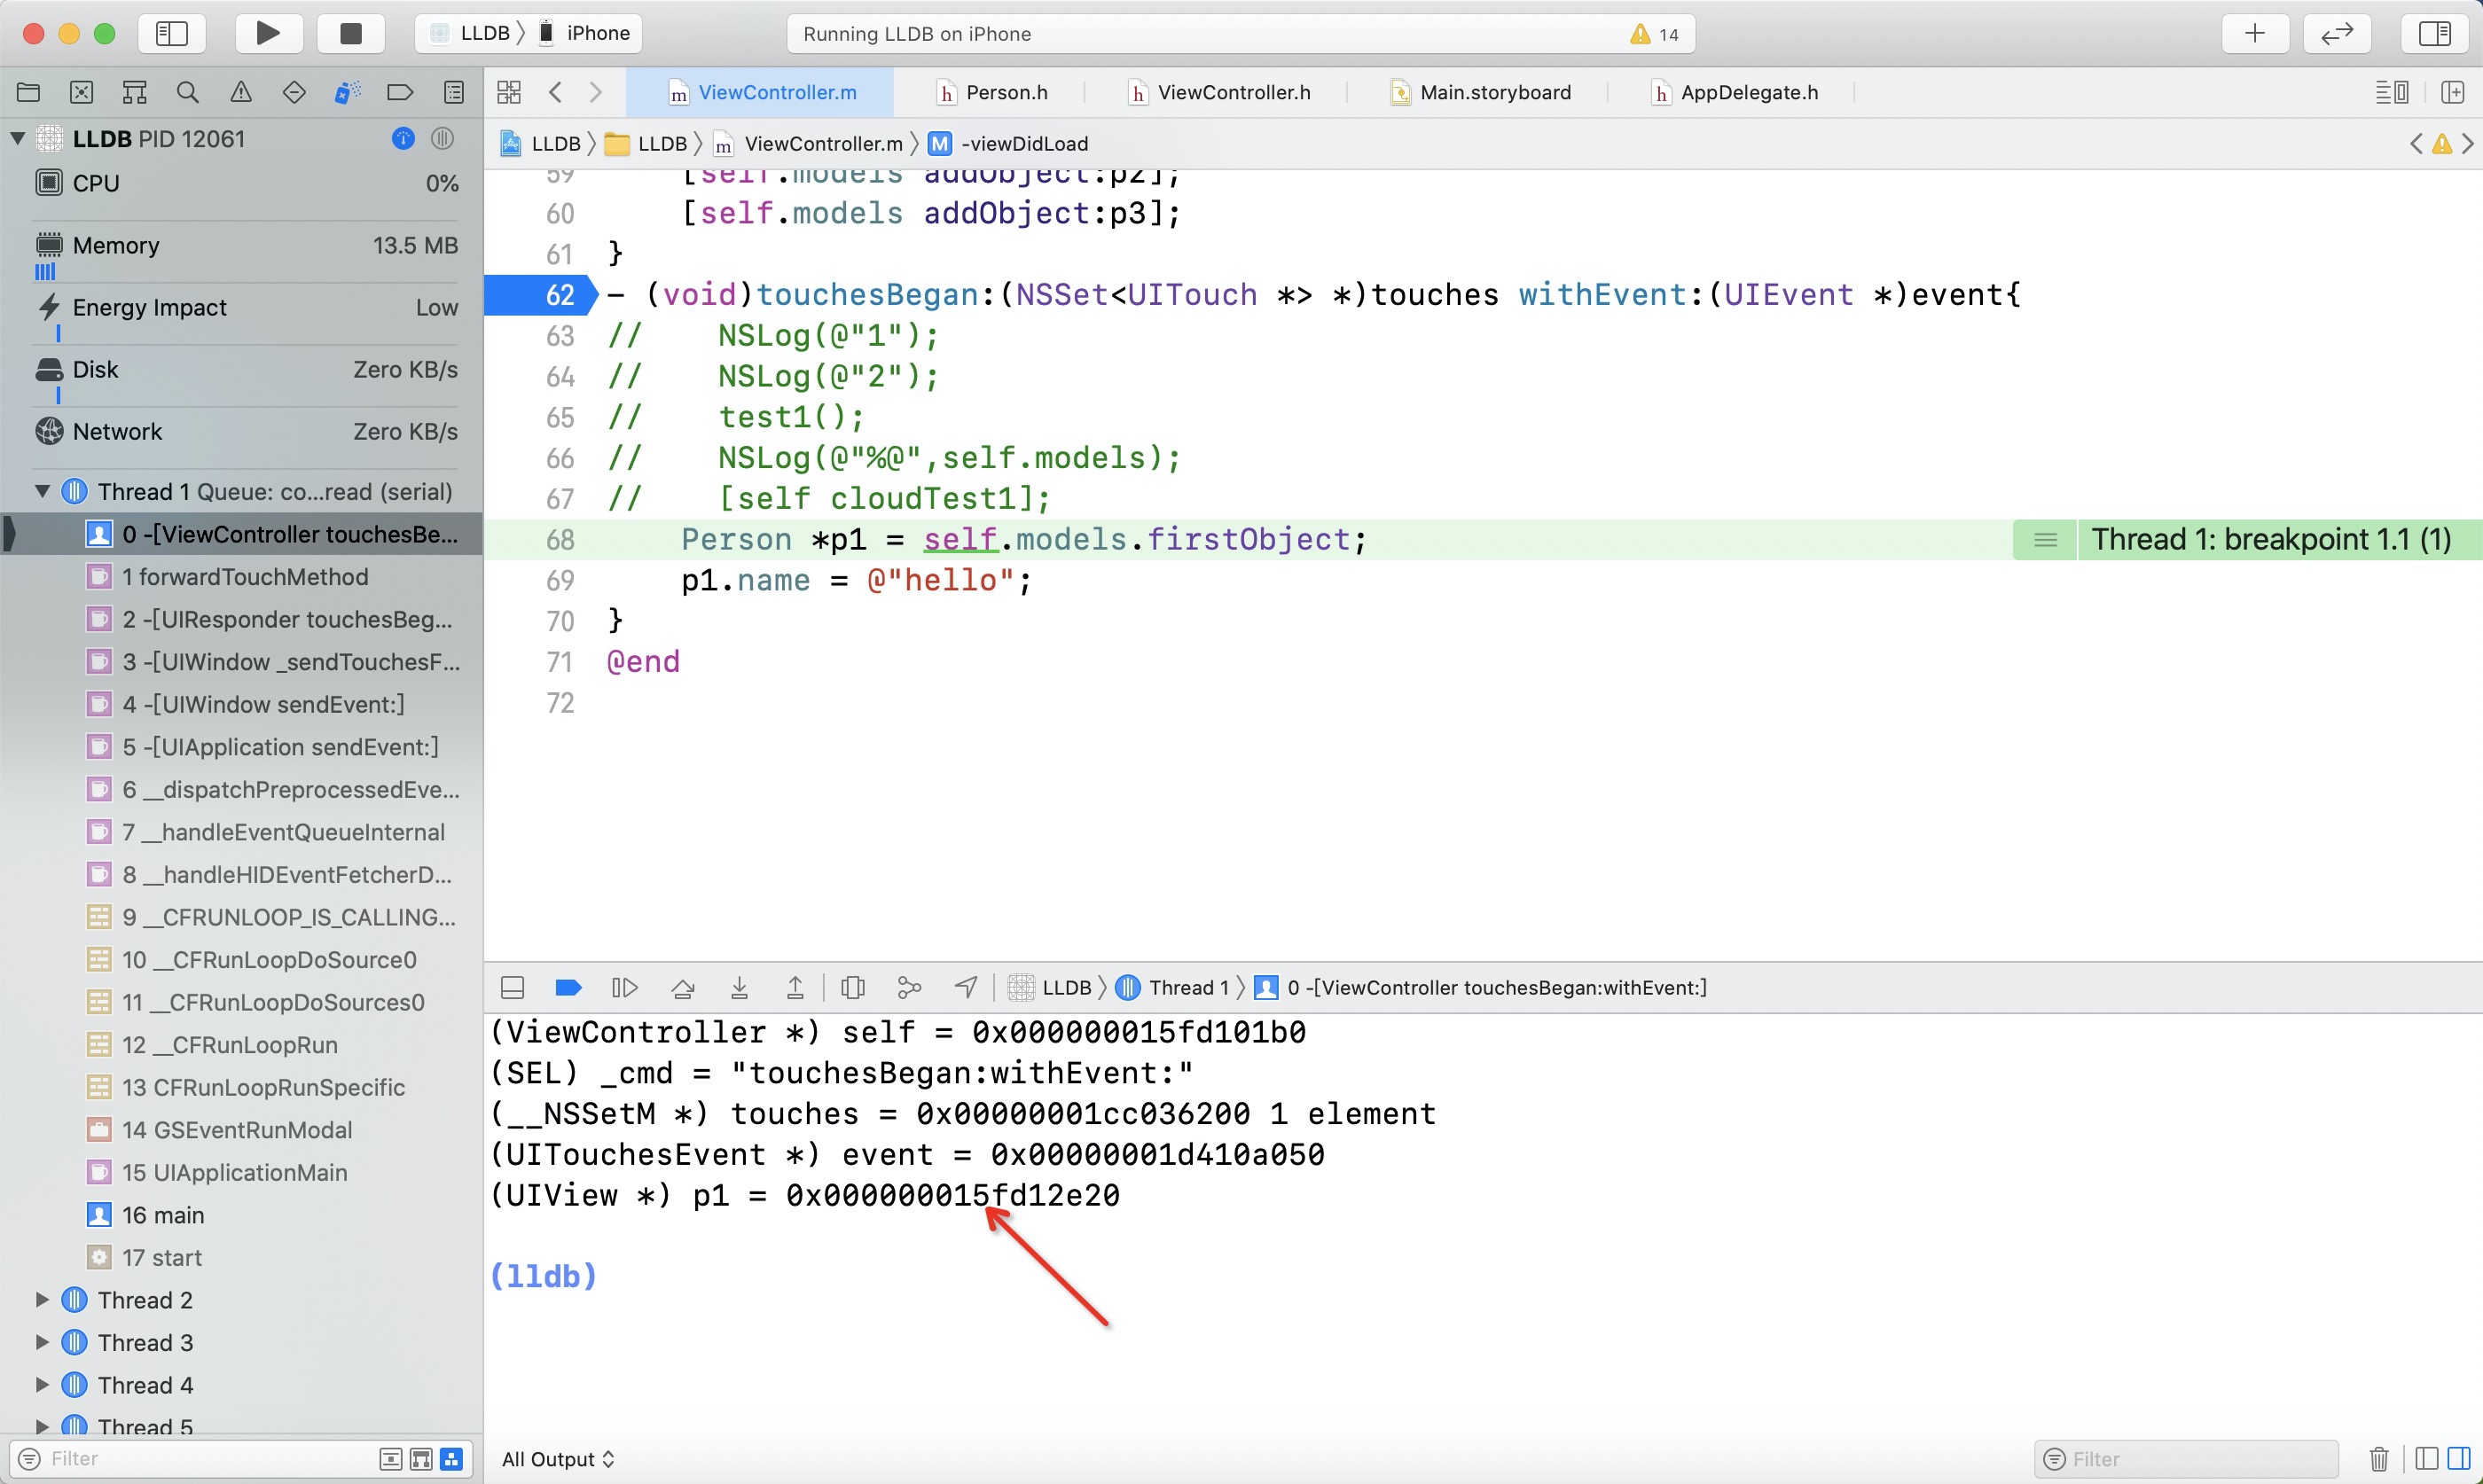 LLDB
iPhone
Running LLDB on iPhone
14
ViewController.m
Person.h
ViewController.h
Main.storyboard
AppDelegate.h
LLDB PID 12061
LLDB
LLDB
ViewController.m
M
-viewDidLoad
CPU 0%
Memory 13.5 MB
Energy Impact Low
Disk Zero KB/s
Network Zero KB/s
Thread 1 Queue: co...read (serial)
0 -[ViewController touchesBe...
1 forwardTouchMethod
2 -[UIResponder touchesBeg...
3 -[UIWindow _sendTouchesF...
4 -[UIWindow sendEvent:]
5 -[UIApplication sendEvent:]
6 __dispatchPreprocessedEve...
7 __handleEventQueueInternal
8 __handleHIDEventFetcherD...
9 __CFRUNLOOP_IS_CALLING...
10 __CFRunLoopDoSource0
11 __CFRunLoopDoSources0
12 __CFRunLoopRun
13 CFRunLoopRunSpecific
14 GSEventRunModal
15 UIApplicationMain
16 main
17 start
Thread 2
Thread 3
Thread 4
Thread 5
Filter
59 [self.models addObject:p2];
60 [self.models addObject:p3];
61 }
62 - (void)touchesBegan:(NSSet<UITouch *> *)touches withEvent:(UIEvent *)event{
63 // NSLog(@"1");
64 // NSLog(@"2");
65 // test1();
66 // NSLog(@"%@",self.models);
67 // [self cloudTest1];
68 Person *p1 = self.models.firstObject;
Thread 1: breakpoint 1.1 (1)
69 p1.name = @"hello";
70 }
71 @end
72
LLDB
Thread 1
0 -[ViewController touchesBegan:withEvent:]
(ViewController *) self = 0x000000015fd101b0
(SEL) _cmd = "touchesBegan:withEvent:"
(__NSSetM *) touches = 0x00000001cc036200 1 element
(UITouchesEvent *) event = 0x00000001d410a050
(UIView *) p1 = 0x000000015fd12e20
(lldb)
All Output
Filter